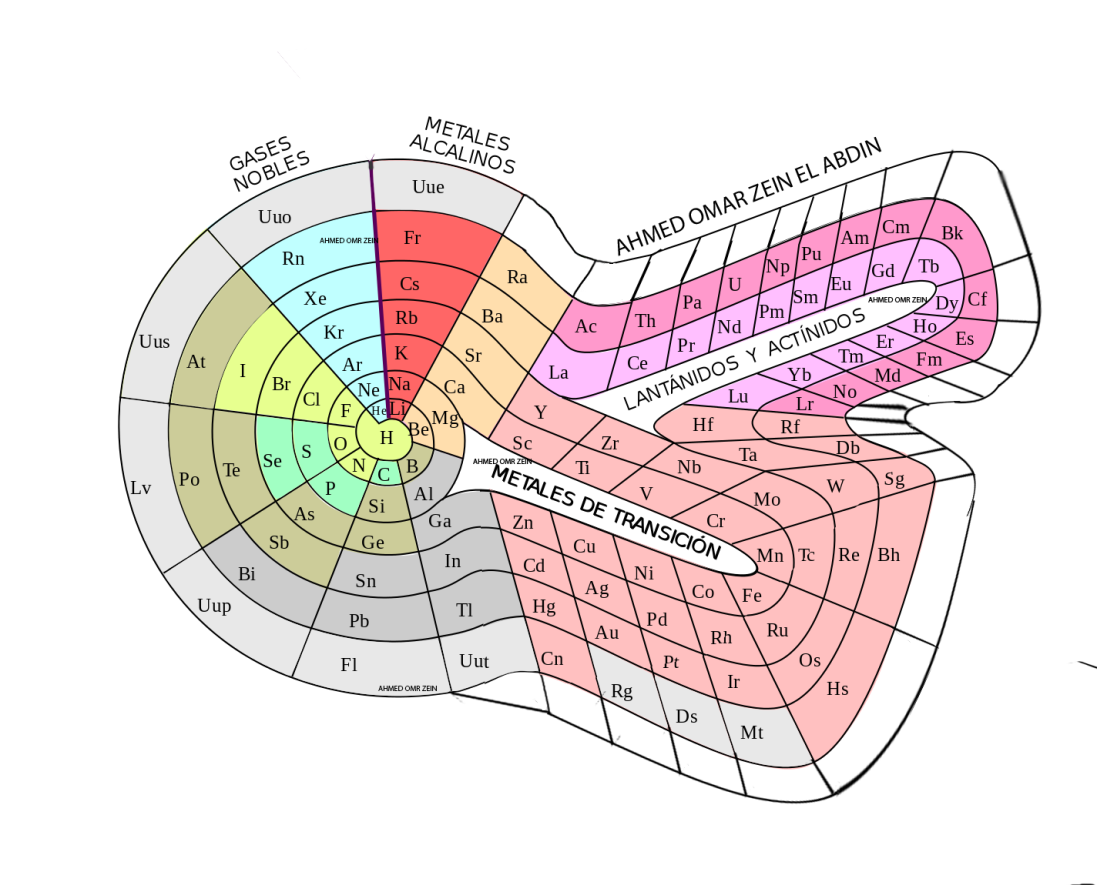 GASES
NOBLES
METALES
ALCALINOS
AHMED OMAR ZEIN EL ABDIN
Uuo
Uue
AHMED OMR ZEIN
Rn
Fr
Ra
Xe
Cs
Ba
Kr
Rb
Sr
Ar
K
Ca
Ne
Na
Mg
He
Li
Be
H
Uus
At
I
Br
Cl
F
Lv
Po
Te
Se
S
O
Uup
Bi
Sb
As
P
N
Fl
Pb
Sn
Ge
Si
C
Uut
Tl
In
Ga
Al
B
AHMED OMR ZEIN
Ac
Th
Pa
U
Np
Pu
Am
Cm
Bk
Cf
Es
Fm
Md
No
Lr
La
Ce
Pr
Nd
Pm
Sm
Eu
Gd
Tb
Dy
Ho
Er
Tm
Yb
Lu
AHMED OMR ZEIN
LANTÁNIDOS Y ACTÍNIDOS
Y
Sc
Zr
Ti
Hf
Rf
Nb
V
Ta
Db
Mo
Cr
W
Sg
Mn
Tc
Re
Bh
AHMED OMR ZEIN
METALES DE TRANSICIÓN
Zn
Cu
Ni
Co
Fe
Cd
Ag
Pd
Rh
Ru
Hg
Au
Pt
Ir
Os
Cn
Rg
Ds
Mt
Hs